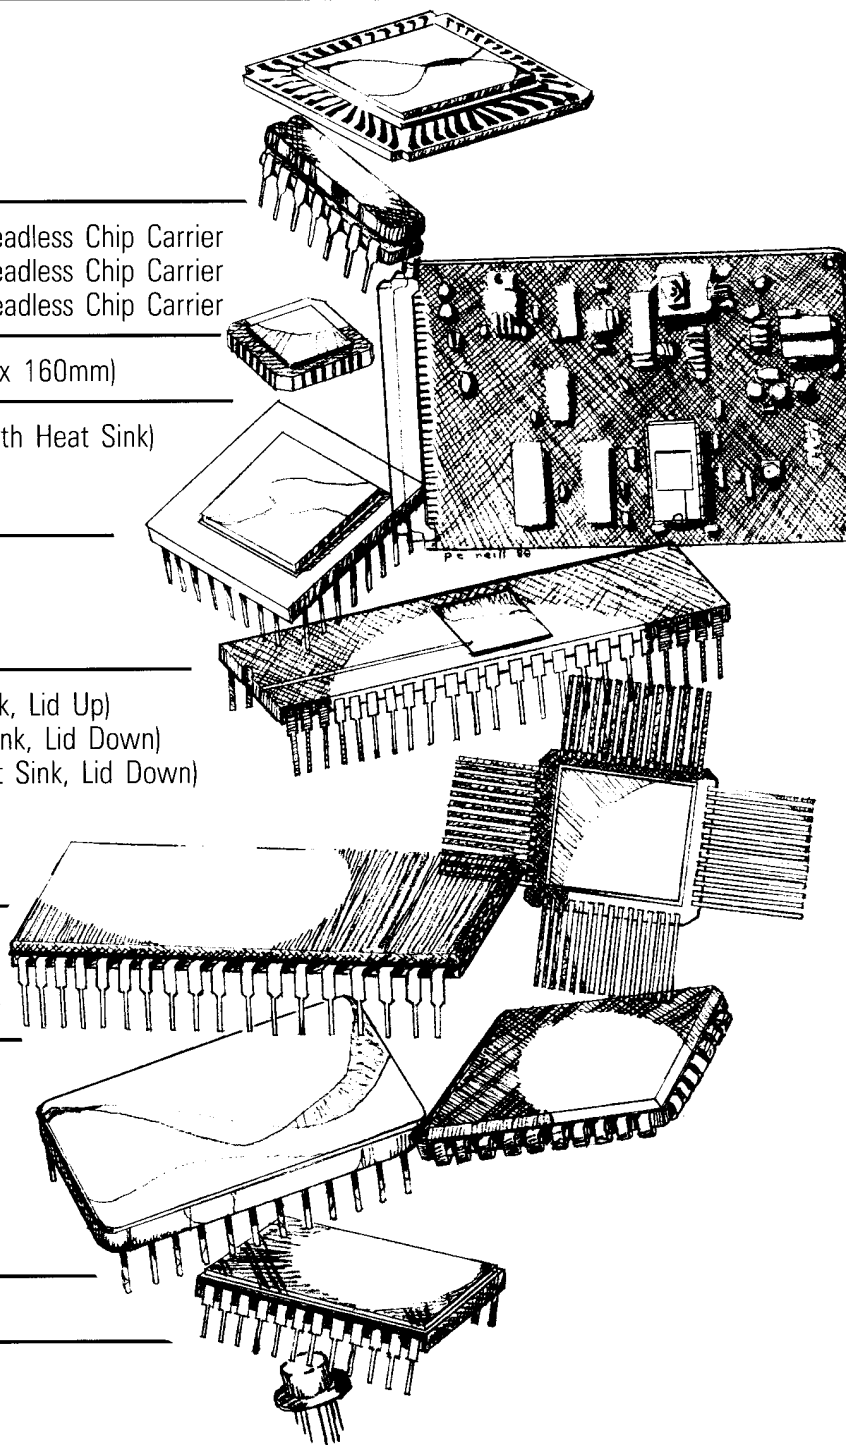 eadless Chip Carrier
eadless Chip Carrier
eadless Chip Carrier
x 160mm)
th Heat Sink)
pc neill 80
k, Lid Up)
nk, Lid Down)
t Sink, Lid Down)